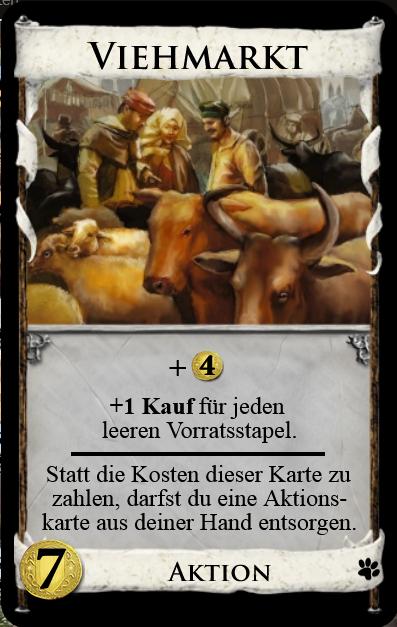 VIEHMARKT
+ 4
+1 Kauf für jeden
leeren Vorratsstapel.
Statt die Kosten dieser Karte zu
zahlen, darfst du eine Aktions-
karte aus deiner Hand entsorgen.
7
AKTION